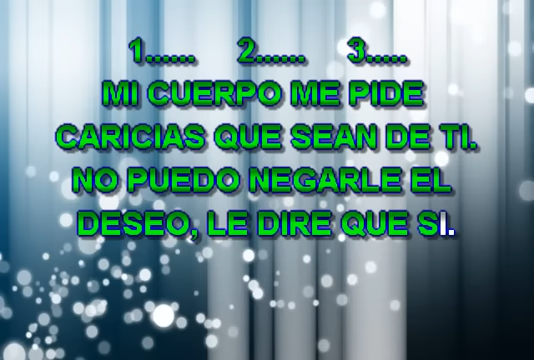 1...... 2...... 3.....
MI CUERPO ME PIDE
CARICIAS QUE SEAN DE TI.
NO PUEDO NEGARLE EL
DESEO, LE DIRE QUE SI.